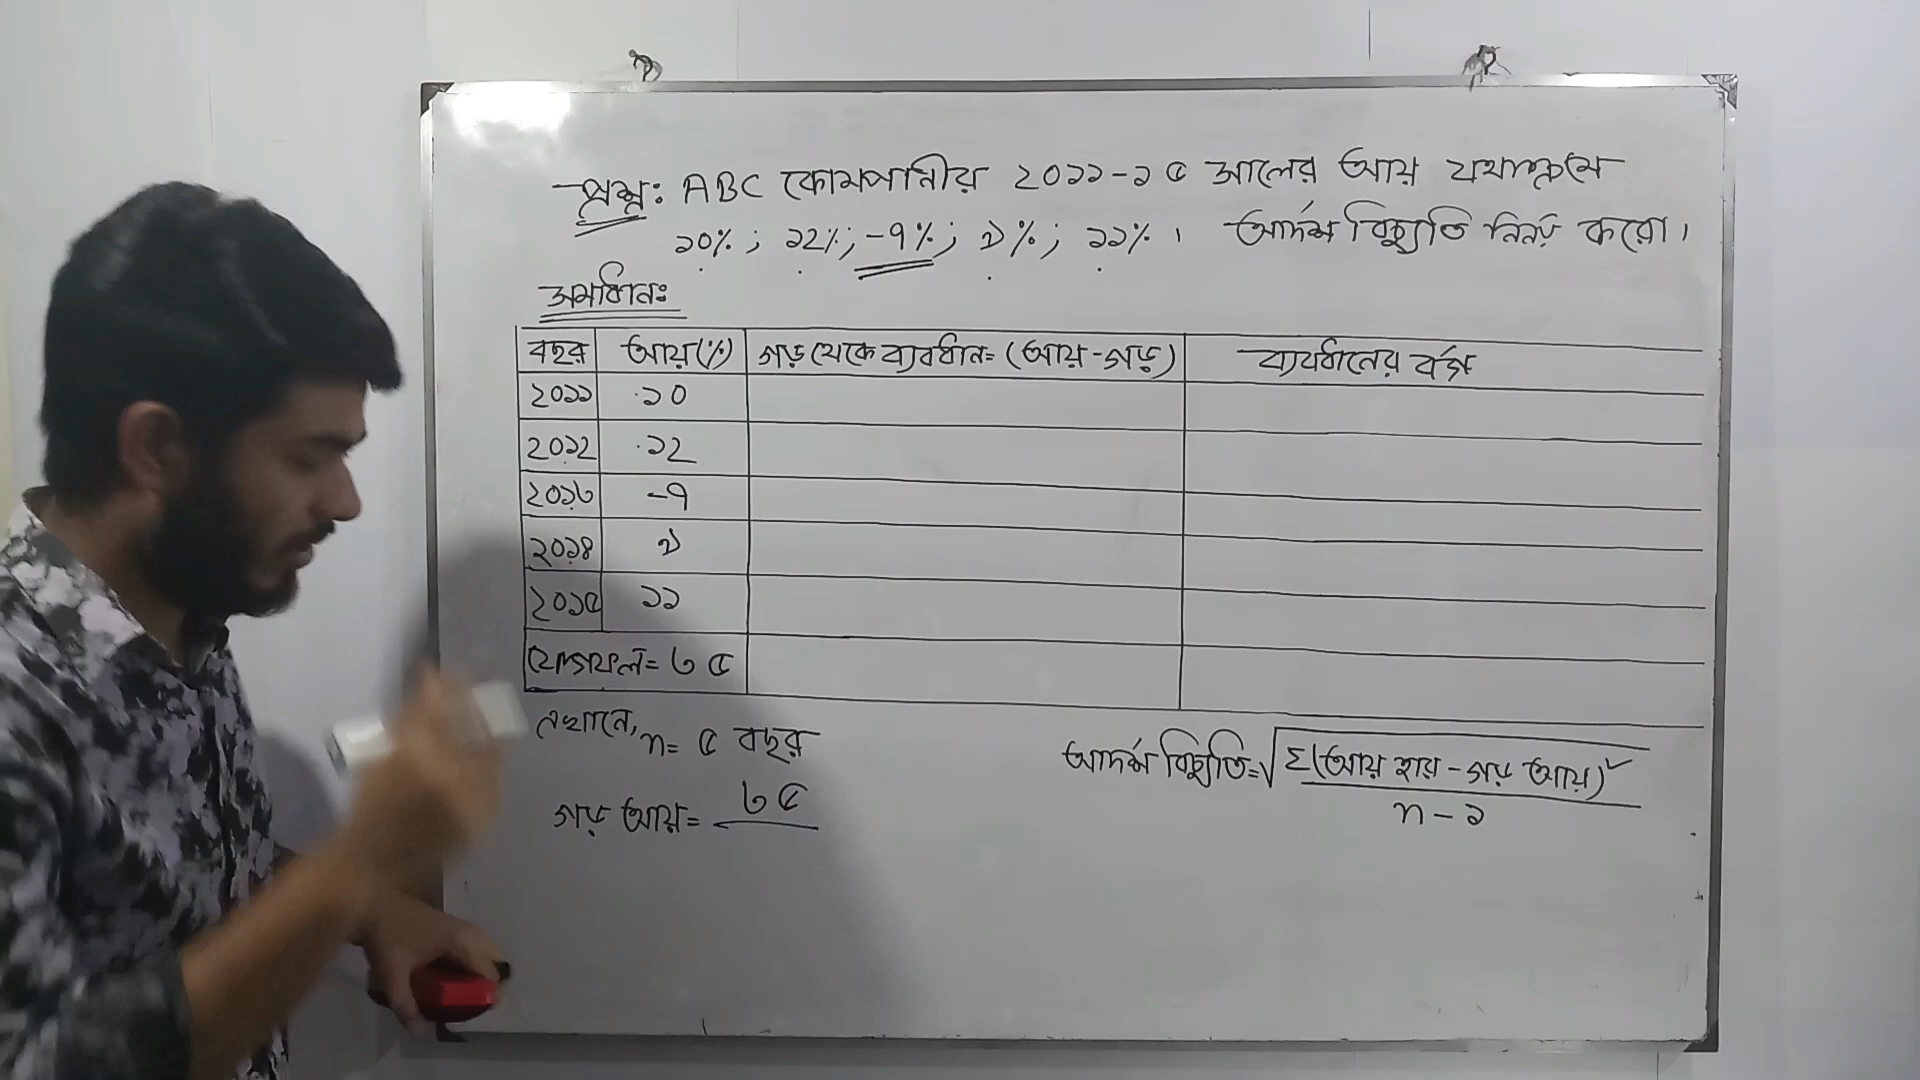 প্রশ্ন: ABC কোম্পানীর ২০১১-১৫ সালের আয় যথাক্রমে
১০%; ১২%; -৭%; ৯%; ১১%। আদর্শ বিচ্যুতি নির্ণয় করো।
সমাধান:
বছর আয়(%) গড় থেকে ব্যবধান= (আয়-গড়) ব্যবধানের বর্গ
২০১১ ১০
২০১২ ১২
২০১৩ -৭
২০১৪ ৯
২০১৫ ১১
যোগফল= ৩৫
এখানে, n= ৫ বছর
গড় আয়= ৩৫
আদর্শ বিচ্যুতি= √Σ(আয় হার-গড় আয়)²
n-১